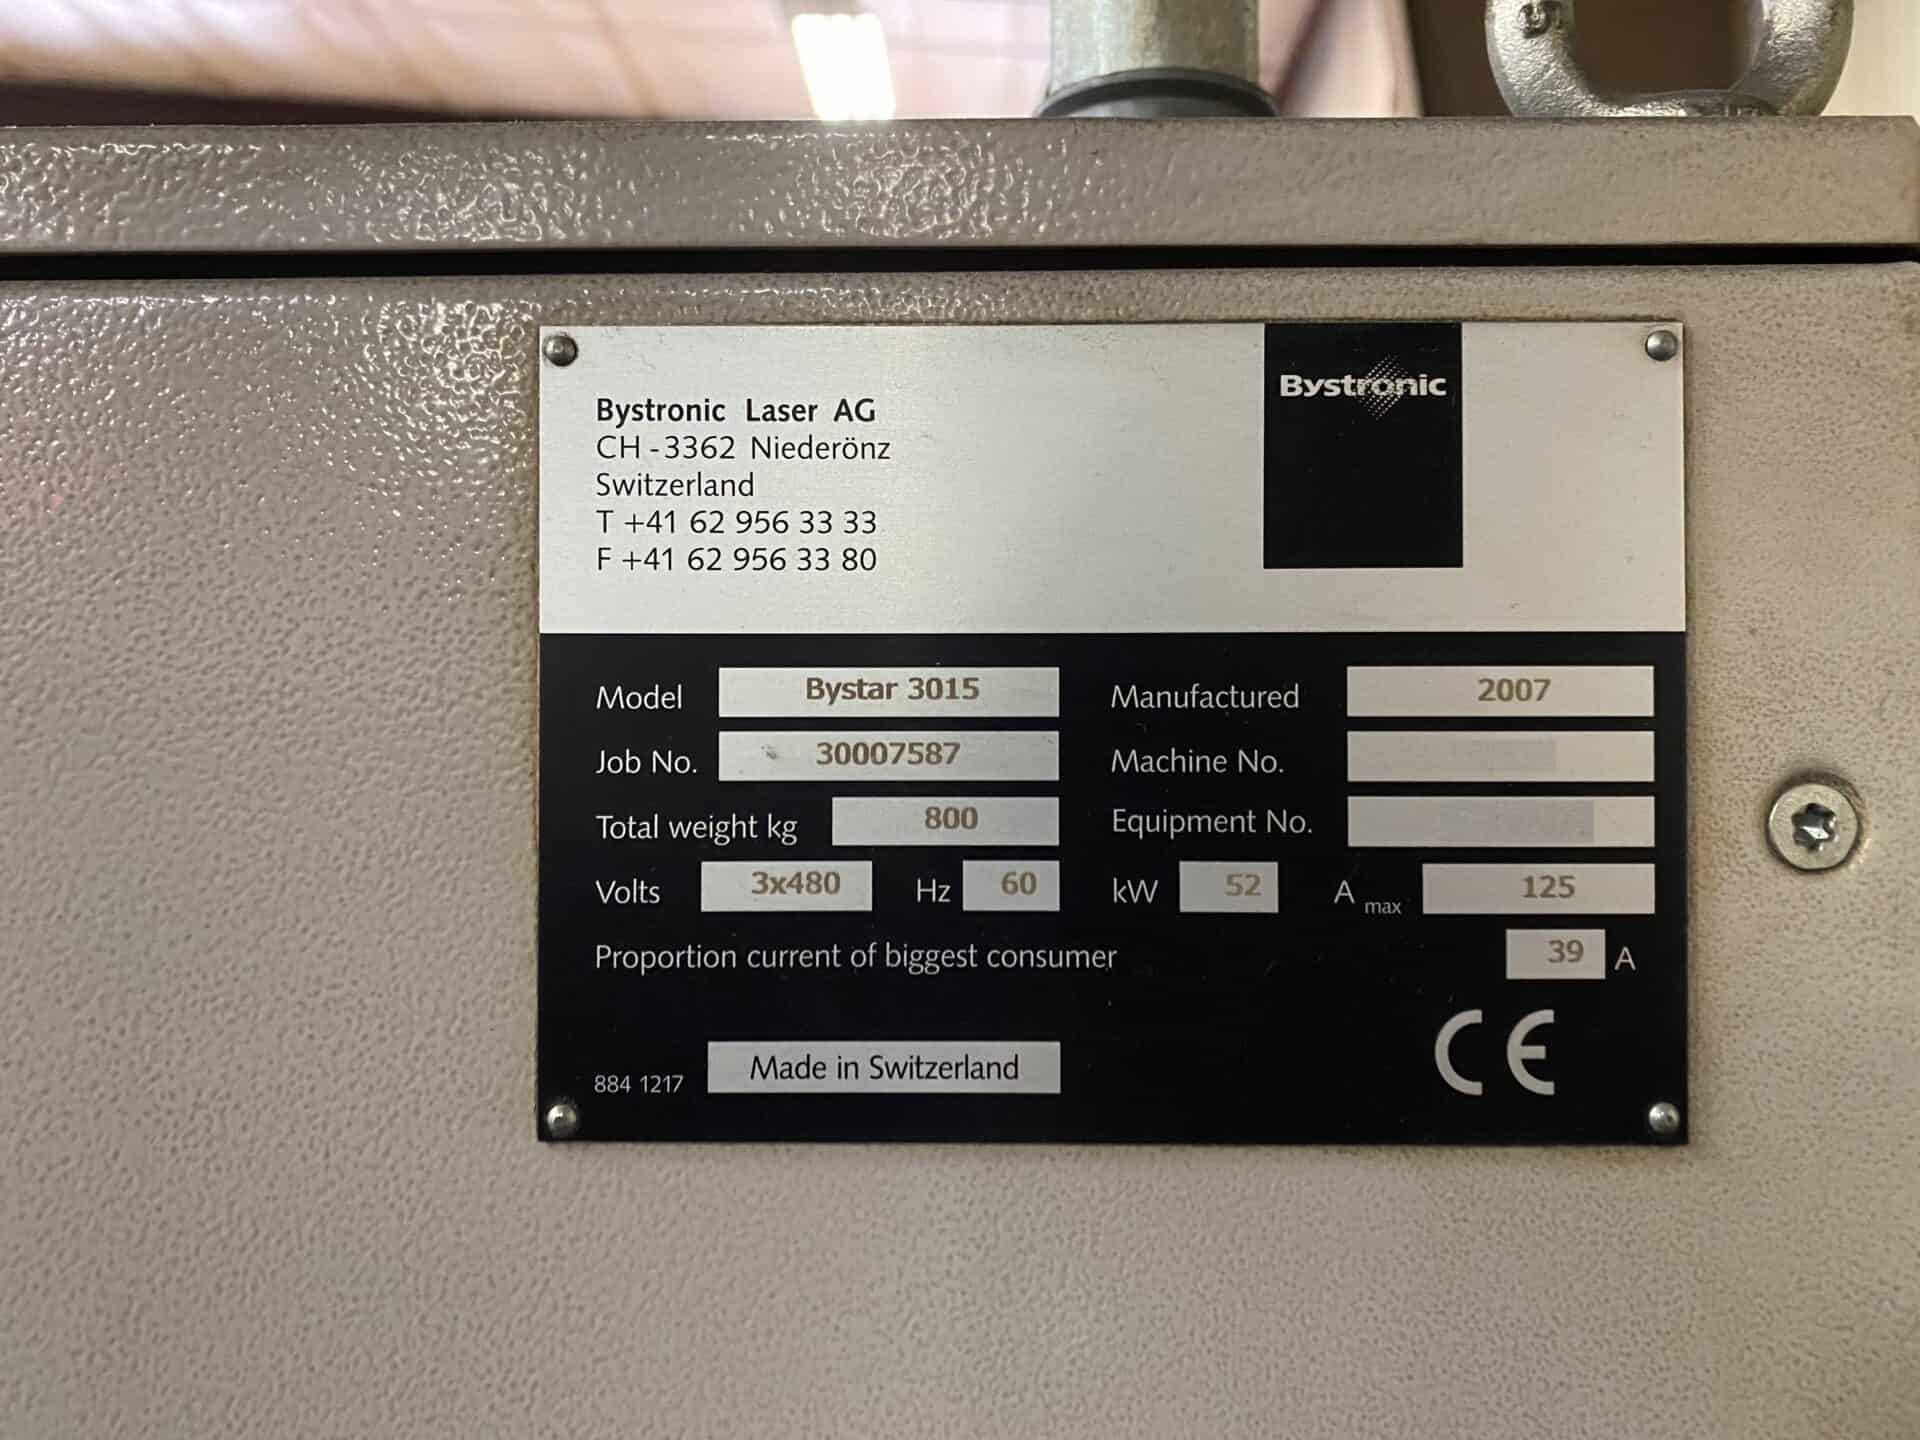 Bystronic Laser AG
CH-3362 Niederönz
Switzerland
T +41 62 956 33 33
F +41 62 956 33 80
Bystronic
Model Bystar 3015 Manufactured 2007
Job No. 30007587 Machine No.
Total weight kg 800 Equipment No.
Volts 3x480 Hz 60 kW 52 A max 125
Proportion current of biggest consumer 39 A
884 1217 Made in Switzerland CE